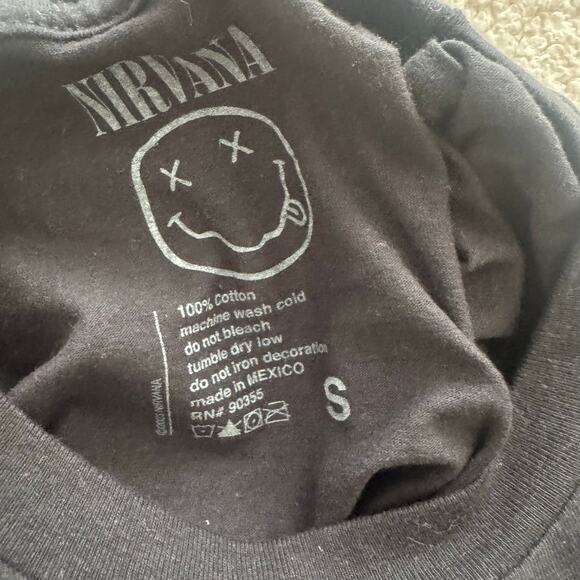 NIRVANA
100% Cotton
machine wash cold
do not bleach
tumble dry low
do not iron decoration
made in MEXICO
RN# 90355
S
NIRVANA